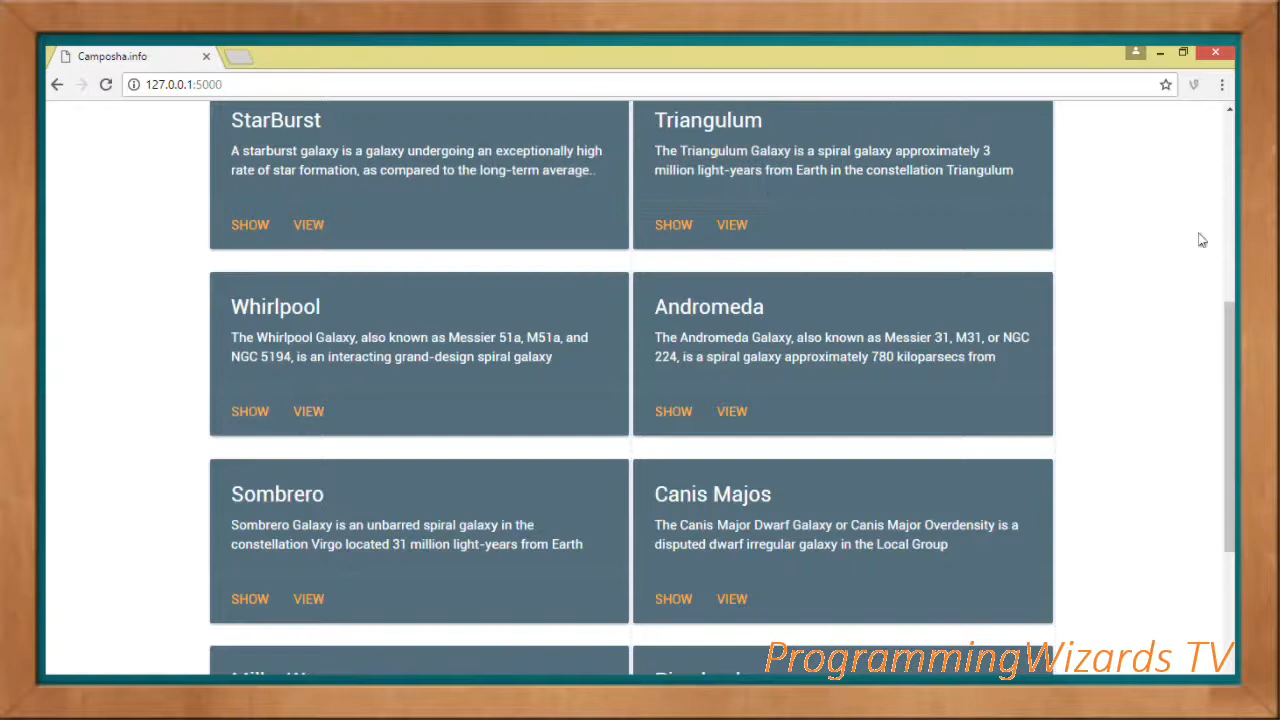 Camposha.info
127.0.0.1:5000
StarBurst
A starburst galaxy is a galaxy undergoing an exceptionally high
rate of star formation, as compared to the long-term average..
SHOW VIEW
Triangulum
The Triangulum Galaxy is a spiral galaxy approximately 3
million light-years from Earth in the constellation Triangulum
SHOW VIEW
Whirlpool
The Whirlpool Galaxy, also known as Messier 51a, M51a, and
NGC 5194, is an interacting grand-design spiral galaxy
SHOW VIEW
Andromeda
The Andromeda Galaxy, also known as Messier 31, M31, or NGC
224, is a spiral galaxy approximately 780 kiloparsecs from
SHOW VIEW
Sombrero
Sombrero Galaxy is an unbarred spiral galaxy in the
constellation Virgo located 31 million light-years from Earth
SHOW VIEW
Canis Majos
The Canis Major Dwarf Galaxy or Canis Major Overdensity is a
disputed dwarf irregular galaxy in the Local Group
SHOW VIEW
ProgrammingWizards TV